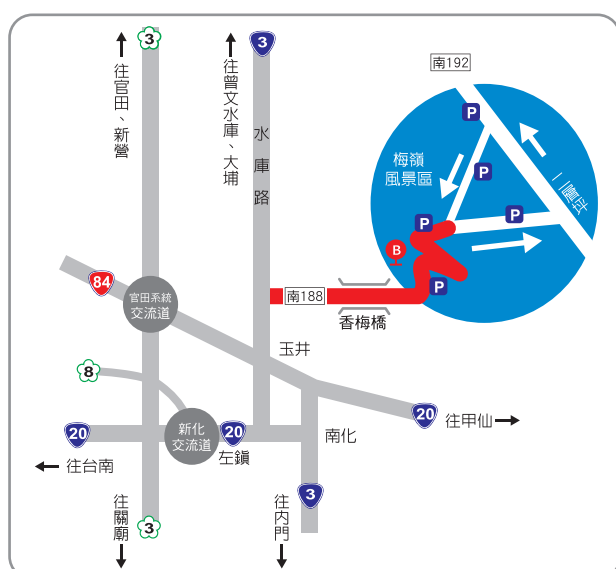 3
往官田、新營
3
往曾文水庫、大埔
水庫路
南192
P
梅嶺
風景區
P
二層坪
P
P
B
P
84
官田系統
交流道
南188
香梅橋
玉井
8
20
往甲仙
20
新化
交流道
20
左鎮
南化
往台南
3
往關廟
3
往內門